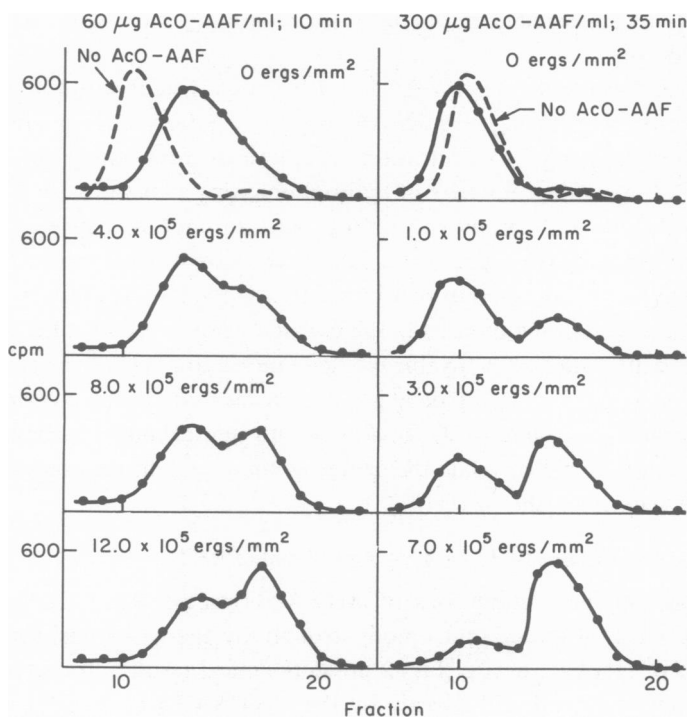 60 μg AcO-AAF/ml; 10 min
300 μg AcO-AAF/ml; 35 min
No AcO-AAF
0 ergs/mm²
600
0 ergs/mm²
No AcO-AAF
600
4.0 x 10⁵ ergs/mm²
1.0 x 10⁵ ergs/mm²
cpm
600
8.0 x 10⁵ ergs/mm²
3.0 x 10⁵ ergs/mm²
600
12.0 x 10⁵ ergs/mm²
7.0 x 10⁵ ergs/mm²
10 20 10 20
Fraction